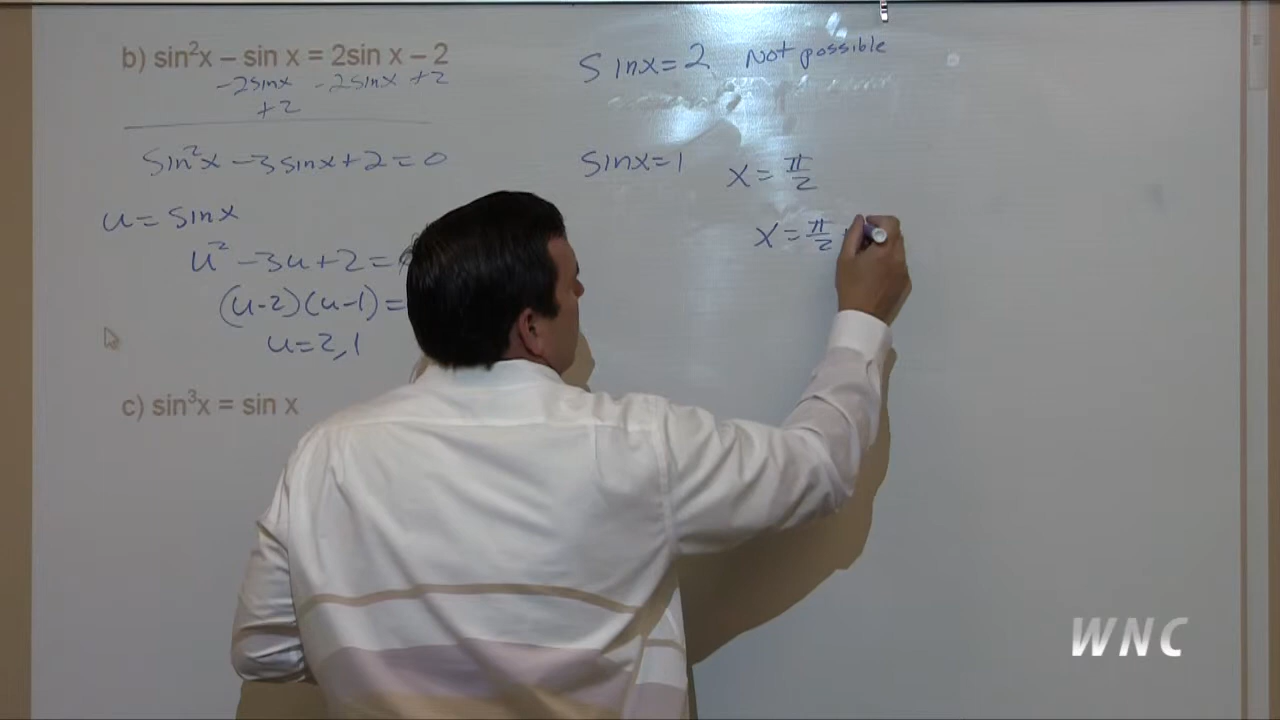 b) sin²x – sin x = 2sin x – 2
-2sinx -2sinx +2
+2
sin²x -3sinx+2=0
u= sinx
u² -3u+2=
(u-2)(u-1)=
u=2,1
c) sin³x = sin x
sinx=2 Not possible
sinx=1 x= π/2
x= π/2
WNC